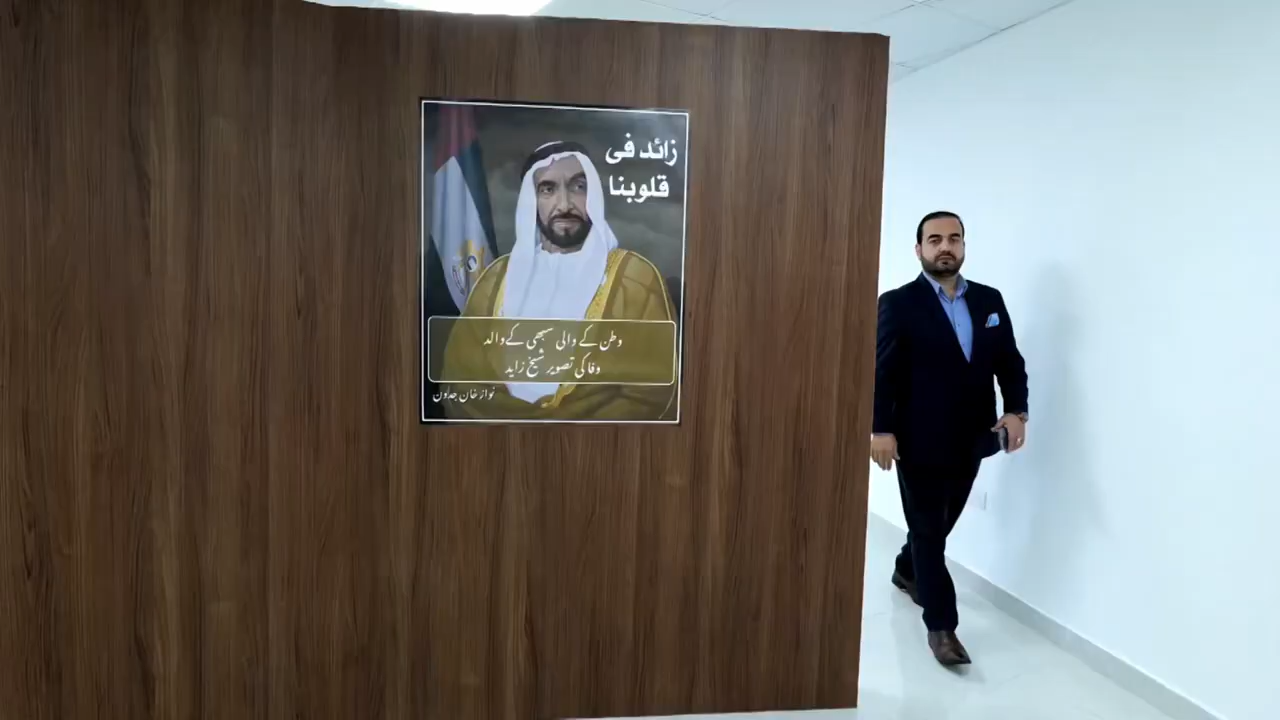 زائد فی
قلوبنا
وطن کے والی سبھی کے والد
وفا کی تصویر شیخ زاید
نواز خان جدون